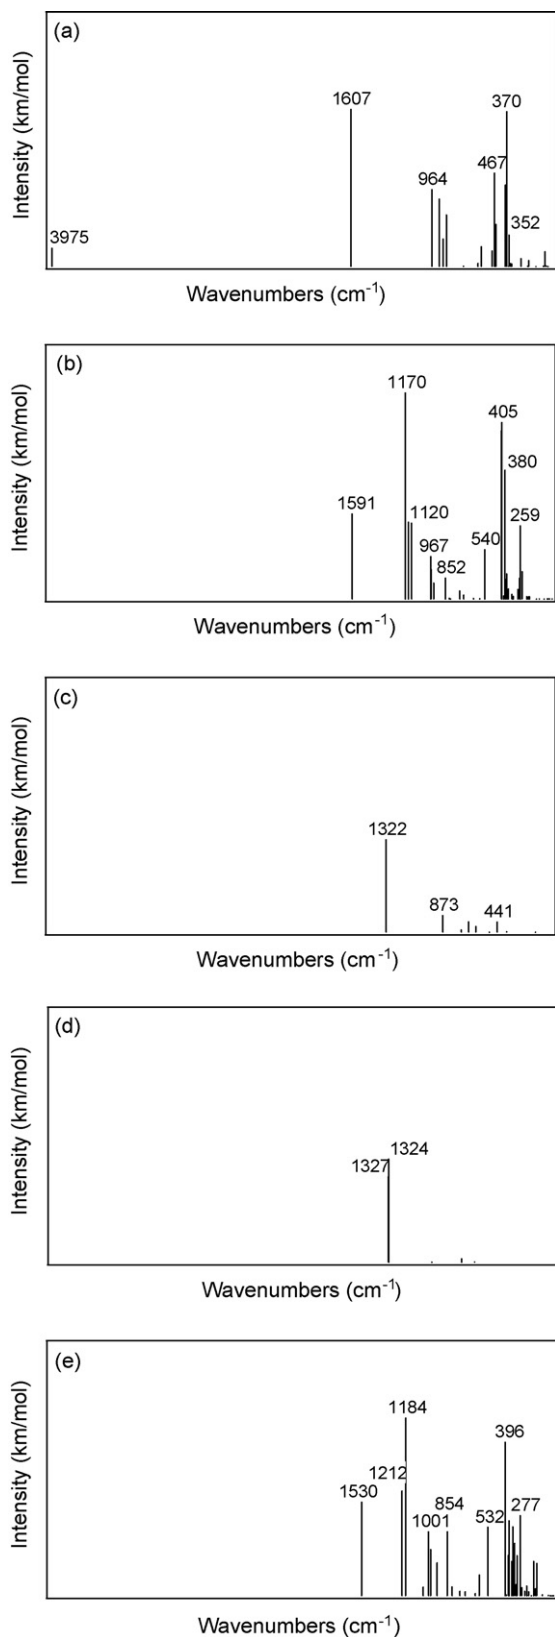 (a)
1607
370
964
467
352
3975
Intensity (km/mol)
Wavenumbers (cm-1)
(b)
1170
405
380
1591
1120
259
967
540
852
Intensity (km/mol)
Wavenumbers (cm-1)
(c)
1322
873
441
Intensity (km/mol)
Wavenumbers (cm-1)
(d)
1324
1327
Intensity (km/mol)
Wavenumbers (cm-1)
(e)
1184
396
1212
1530
854
277
1001
532
Intensity (km/mol)
Wavenumbers (cm-1)